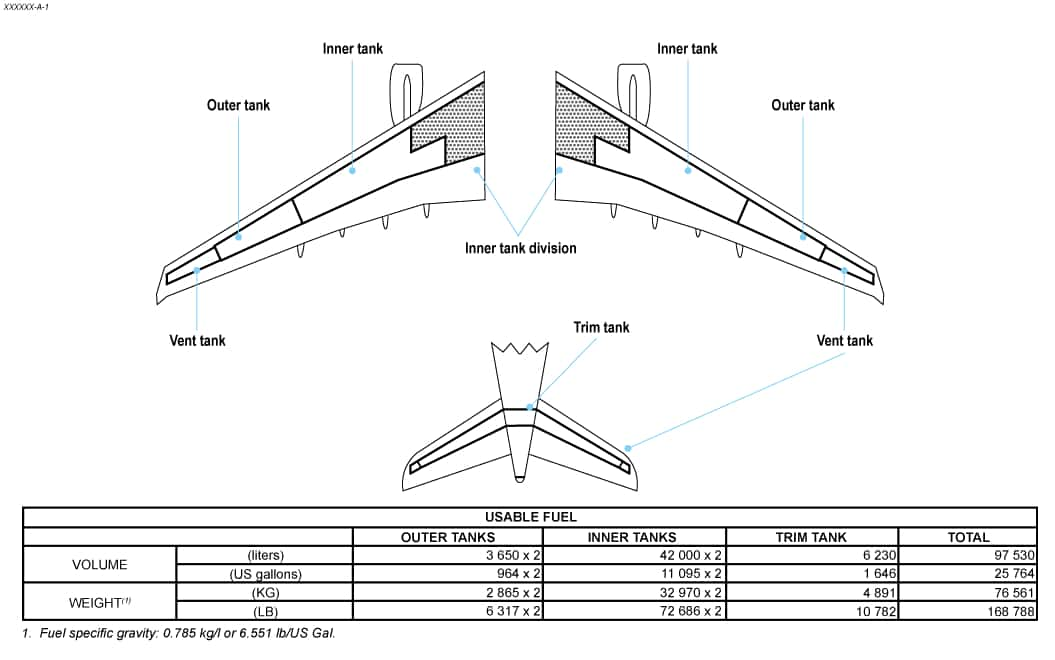 XXXXXX-A-1
Inner tank
Inner tank
Outer tank
Outer tank
Inner tank division
Trim tank
Vent tank
Vent tank
USABLE FUEL
OUTER TANKS INNER TANKS TRIM TANK TOTAL
VOLUME (liters) 3 650 x 2 42 000 x 2 6 230 97 530
(US gallons) 964 x 2 11 095 x 2 1 646 25 764
WEIGHT(1) (KG) 2 865 x 2 32 970 x 2 4 891 76 561
(LB) 6 317 x 2 72 686 x 2 10 782 168 788
1. Fuel specific gravity: 0.785 kg/l or 6.551 lb/US Gal.